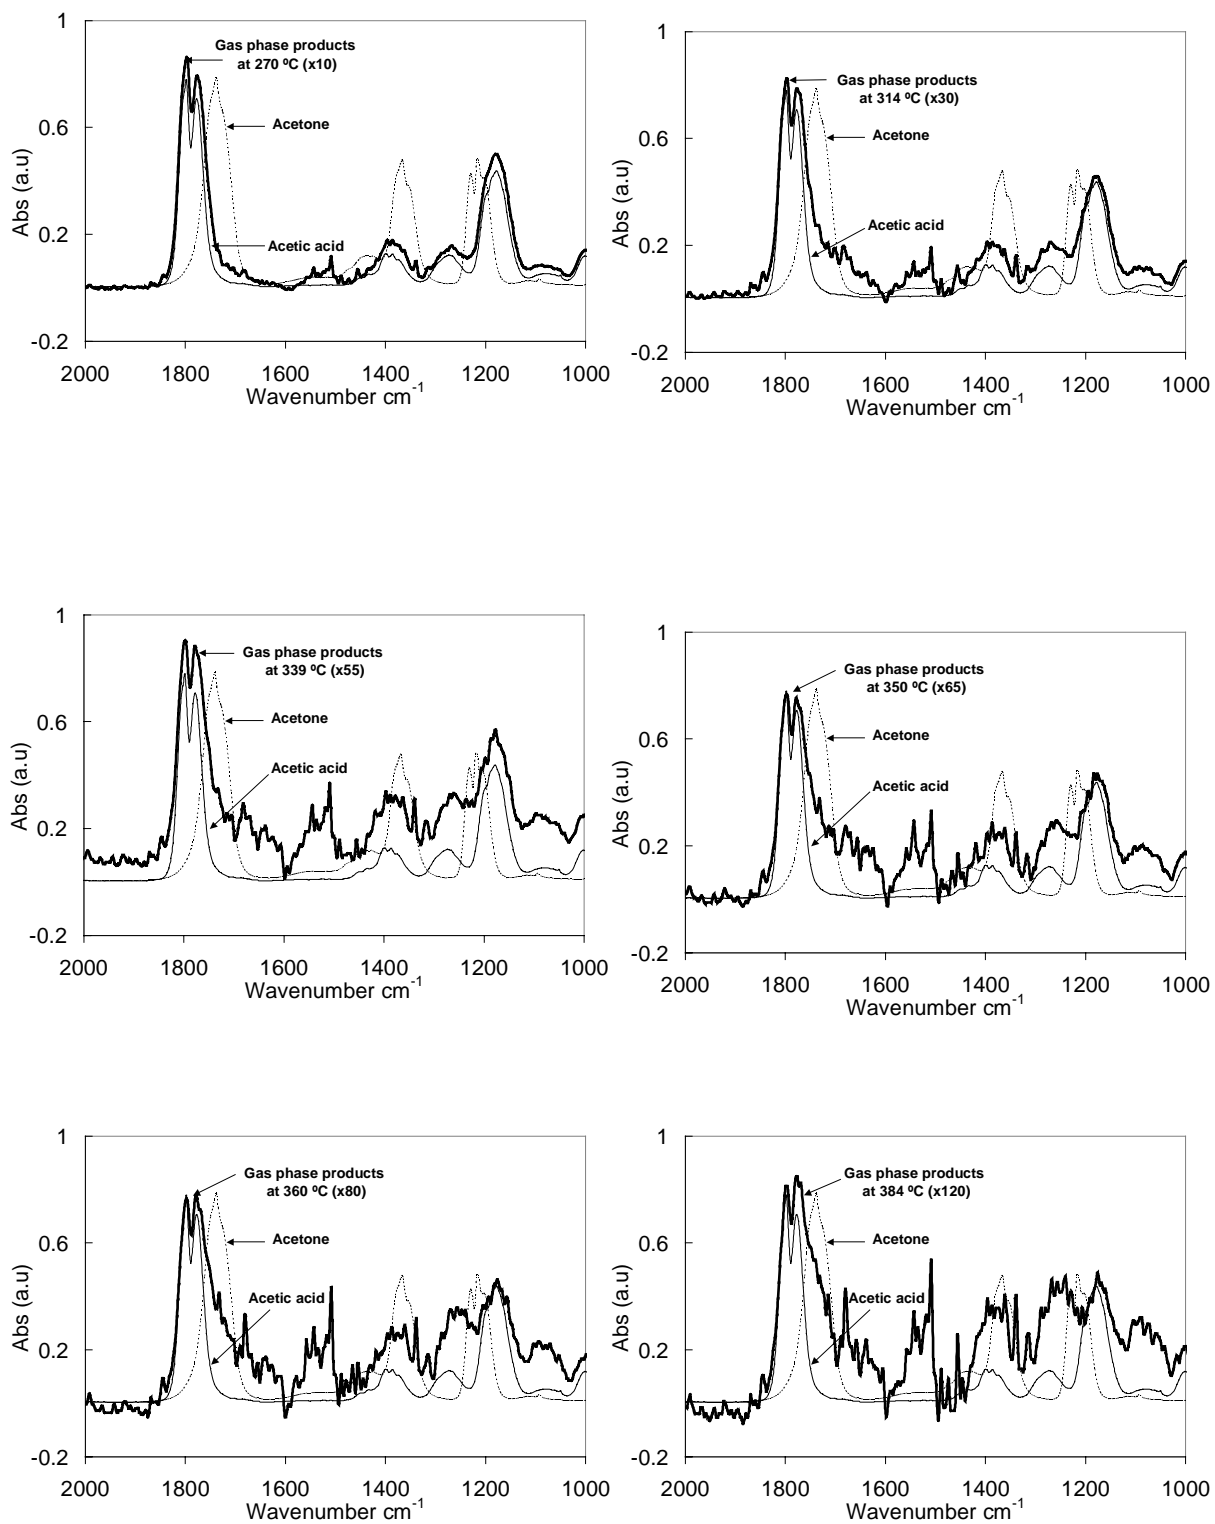 1
Gas phase products
at 270 ºC (x10)
Acetone
Acetic acid
0.6
0.2
-0.2
Abs (a.u)
2000 1800 1600 1400 1200 1000
Wavenumber cm-1
1
Gas phase products
at 314 ºC (x30)
Acetone
Acetic acid
0.6
0.2
-0.2
Abs (a.u)
2000 1800 1600 1400 1200 1000
Wavenumber cm-1
1
Gas phase products
at 339 ºC (x55)
Acetone
Acetic acid
0.6
0.2
-0.2
Abs (a.u)
2000 1800 1600 1400 1200 1000
Wavenumber cm-1
1
Gas phase products
at 350 ºC (x65)
Acetone
Acetic acid
0.6
0.2
-0.2
Abs (a.u)
2000 1800 1600 1400 1200 1000
Wavenumber cm-1
1
Gas phase products
at 360 ºC (x80)
Acetone
Acetic acid
0.6
0.2
-0.2
Abs (a.u)
2000 1800 1600 1400 1200 1000
Wavenumber cm-1
1
Gas phase products
at 384 ºC (x120)
Acetone
Acetic acid
0.6
0.2
-0.2
Abs (a.u)
2000 1800 1600 1400 1200 1000
Wavenumber cm-1